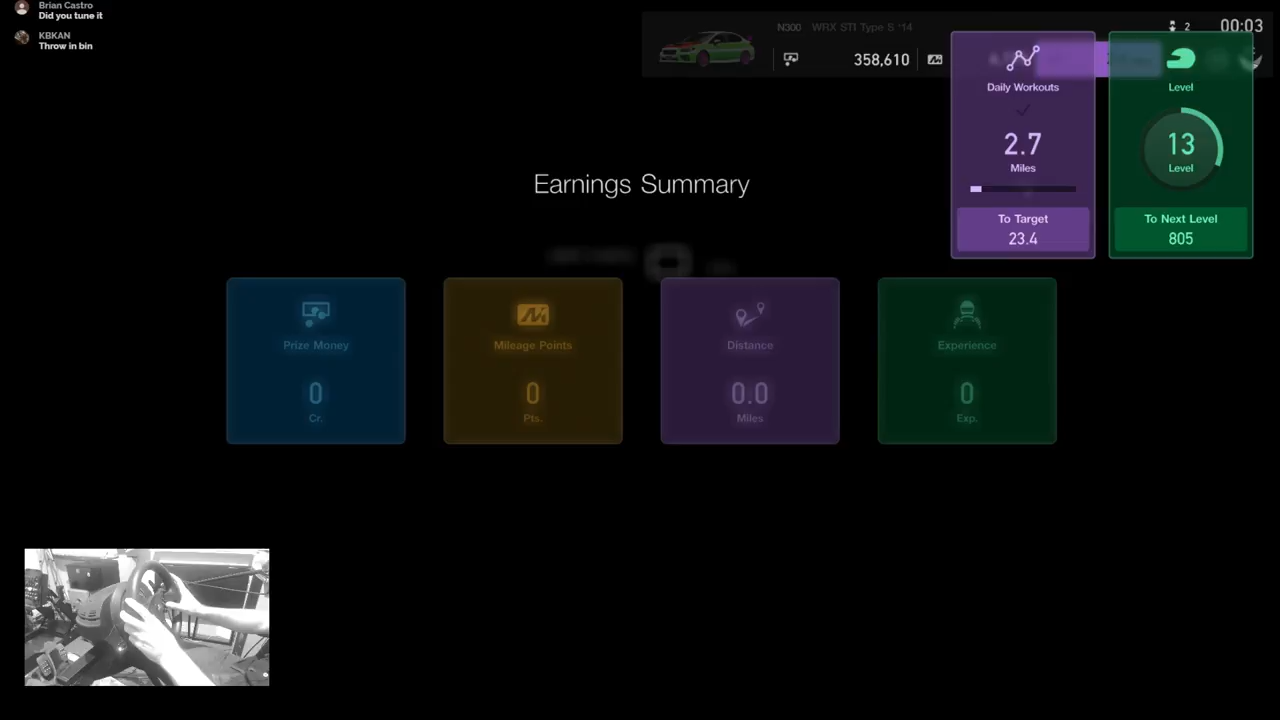 Brian Castro
Did you tune it
KBKAN
Throw in bin
N300 WRX STI Type S '14
2
00:03
358,610
Daily Workouts
2.7
Miles
To Target
23.4
Level
13
Level
To Next Level
805
Earnings Summary
Prize Money
0
Cr.
Mileage Points
0
Pts.
Distance
0.0
Miles
Experience
0
Exp.